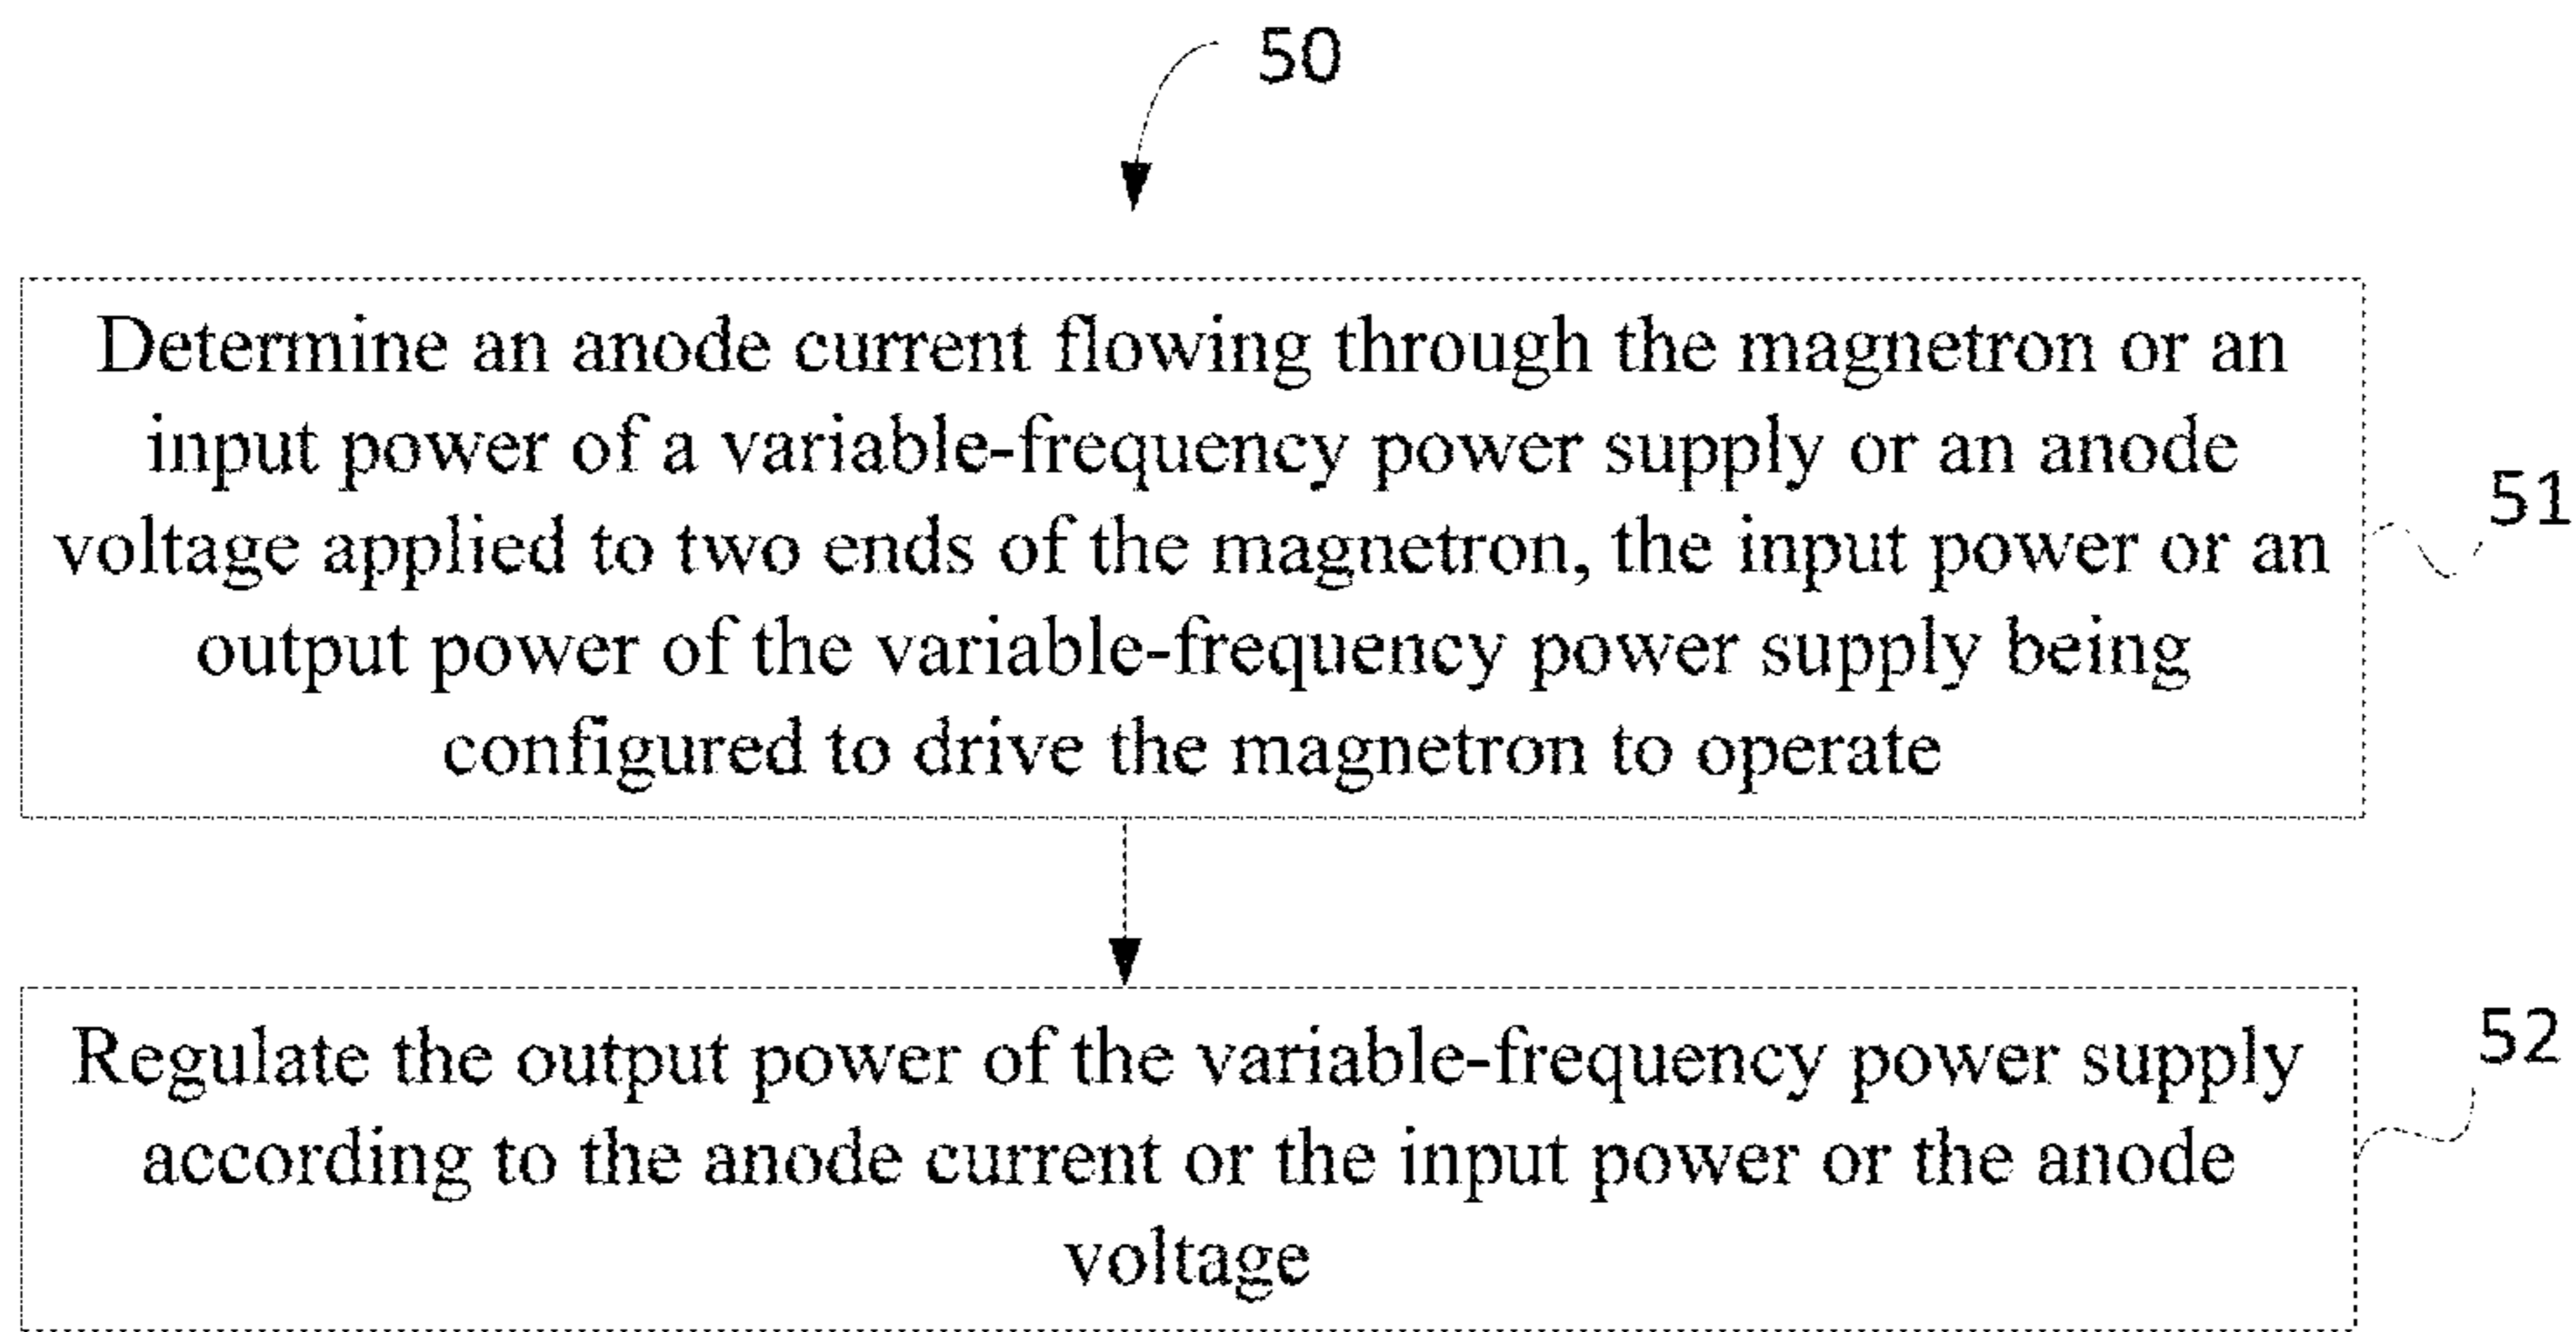 50
Determine an anode current flowing through the magnetron or an
input power of a variable-frequency power supply or an anode
voltage applied to two ends of the magnetron, the input power or an
output power of the variable-frequency power supply being
configured to drive the magnetron to operate
51
Regulate the output power of the variable-frequency power supply
according to the anode current or the input power or the anode
voltage
52